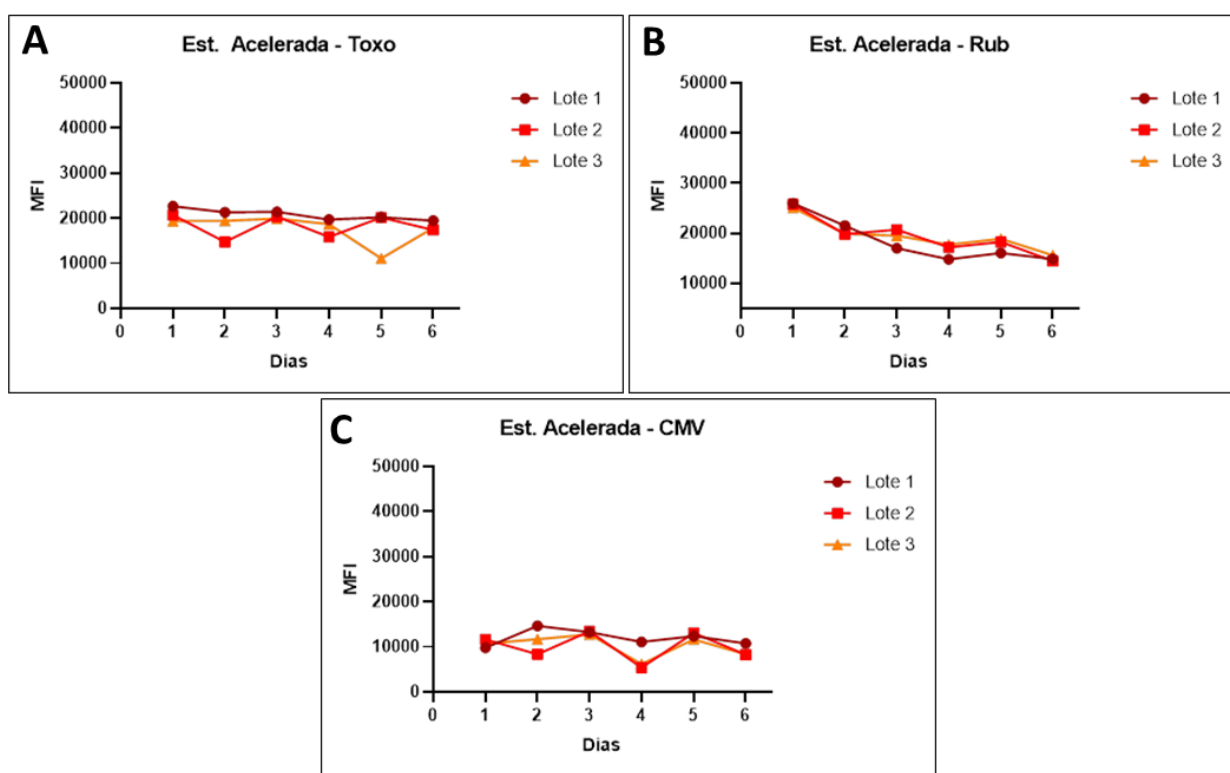 A
Est. Acelerada - Toxo
50000
40000
30000
20000
10000
0
MFI
0 1 2 3 4 5 6
Dias
Lote 1
Lote 2
Lote 3
B
Est. Acelerada - Rub
50000
40000
30000
20000
10000
MFI
0 1 2 3 4 5 6
Dias
Lote 1
Lote 2
Lote 3
C
Est. Acelerada - CMV
50000
40000
30000
20000
10000
0
MFI
0 1 2 3 4 5 6
Dias
Lote 1
Lote 2
Lote 3